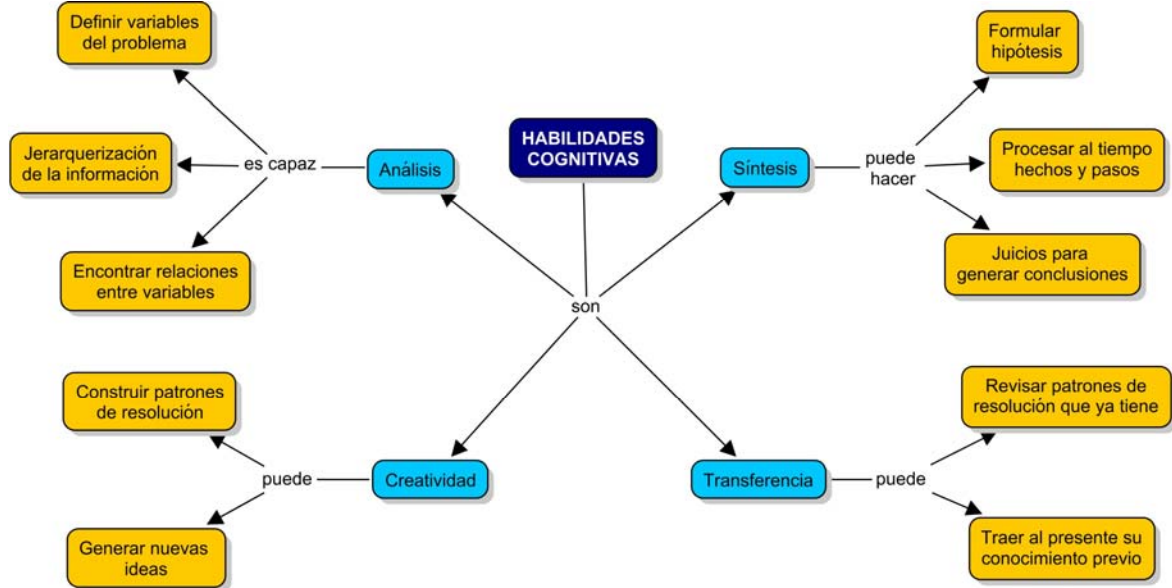 HABILIDADES
COGNITIVAS
son
Análisis
es capaz
Definir variables
del problema
Jerarquerización
de la información
Encontrar relaciones
entre variables
Síntesis
puede
hacer
Formular
hipótesis
Procesar al tiempo
hechos y pasos
Juicios para
generar conclusiones
Creatividad
puede
Construir patrones
de resolución
Generar nuevas
ideas
Transferencia
puede
Revisar patrones de
resolución que ya tiene
Traer al presente su
conocimiento previo